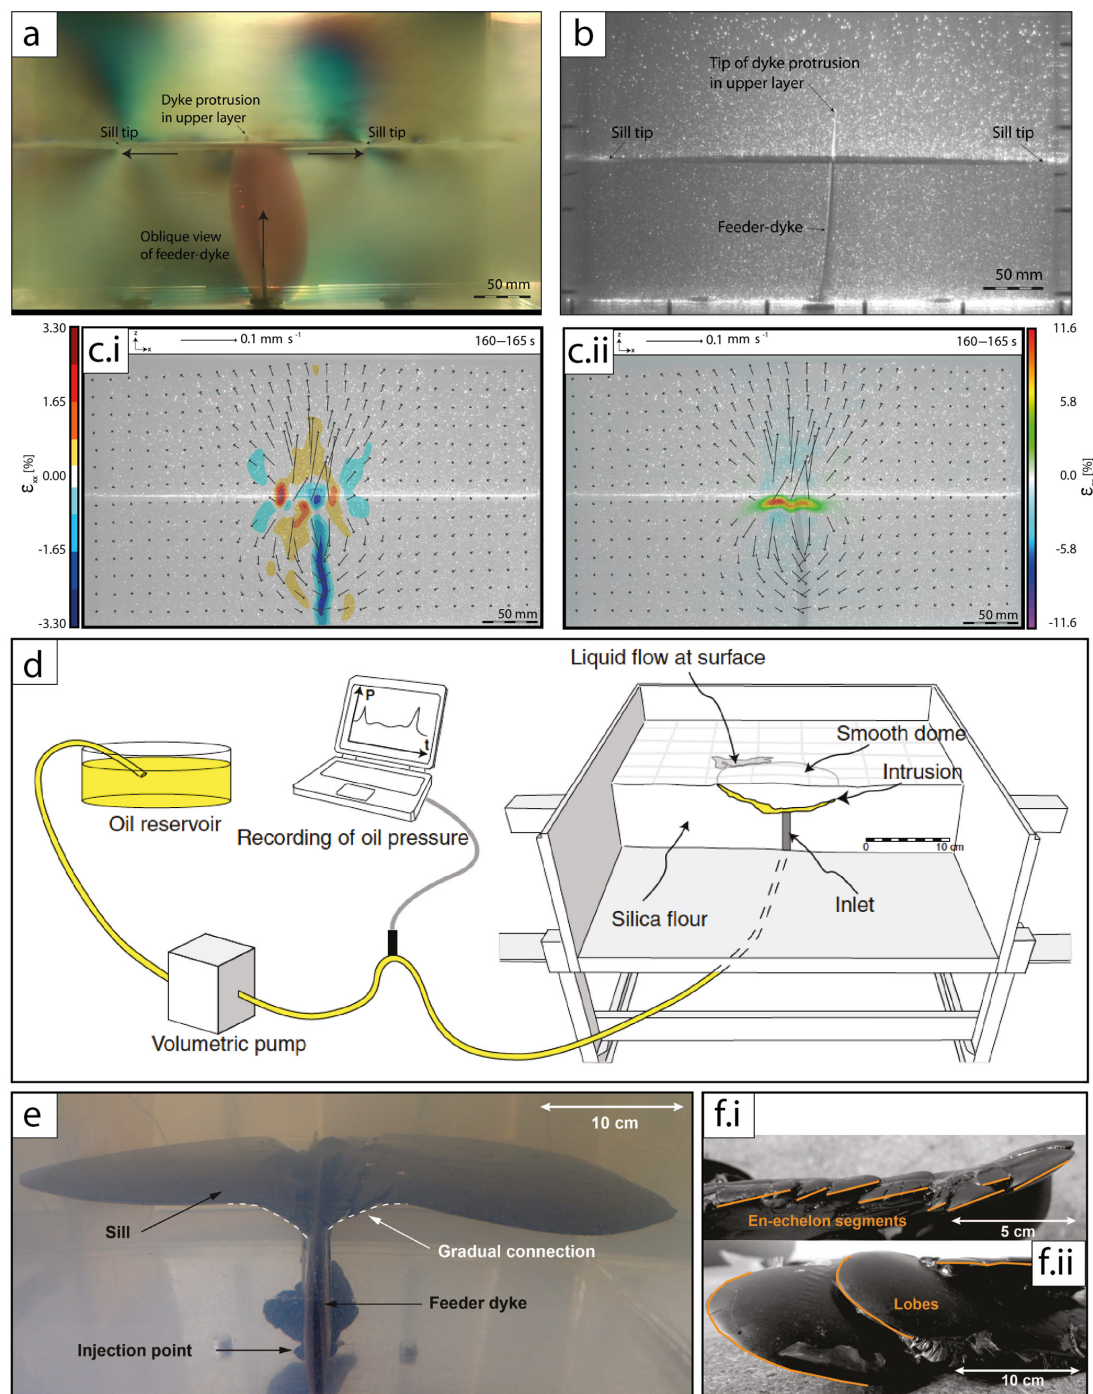 a
Dyke protrusion
in upper layer
Sill tip
Sill tip
Oblique view
of feeder-dyke
50 mm
b
Tip of dyke protrusion
in upper layer
Sill tip
Sill tip
Feeder-dyke
50 mm
c.i
z
x
0.1 mm s⁻¹
160–165 s
3.30
1.65
0.00
-1.65
-3.30
εxx [%]
50 mm
c.ii
z
x
0.1 mm s⁻¹
160–165 s
11.6
5.8
0.0
-5.8
-11.6
[%]
50 mm
d
Liquid flow at surface
P
t
Smooth dome
Intrusion
Oil reservoir
Recording of oil pressure
0
10 cm
Silica flour
Inlet
Volumetric pump
e
10 cm
Sill
Gradual connection
Feeder dyke
Injection point
f.i
En-echelon segments
5 cm
f.ii
Lobes
10 cm